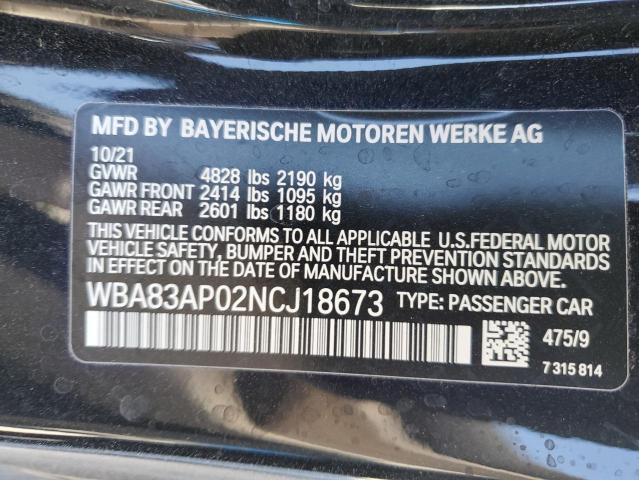 MFD BY BAYERISCHE MOTOREN WERKE AG
10/21
GVWR 4828 lbs 2190 kg
GAWR FRONT 2414 lbs 1095 kg
GAWR REAR 2601 lbs 1180 kg
THIS VEHICLE CONFORMS TO ALL APPLICABLE U.S.FEDERAL MOTOR
VEHICLE SAFETY, BUMPER AND THEFT PREVENTION STANDARDS
IN EFFECT ON THE DATE OF MANUFACTURE SHOWN ABOVE.
WBA83AP02NCJ18673 TYPE: PASSENGER CAR
475/9
7 315 814